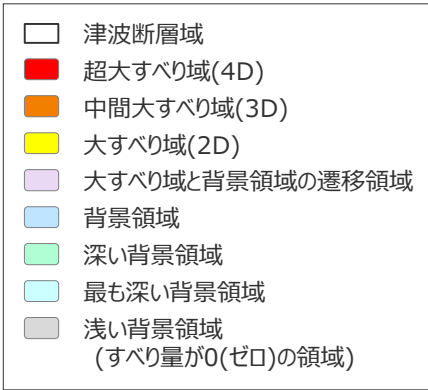 津波断層域
超大すべり域(4D)
中間大すべり域(3D)
大すべり域(2D)
大すべり域と背景領域の遷移領域
背景領域
深い背景領域
最も深い背景領域
浅い背景領域
(すべり量が0(ゼロ)の領域)